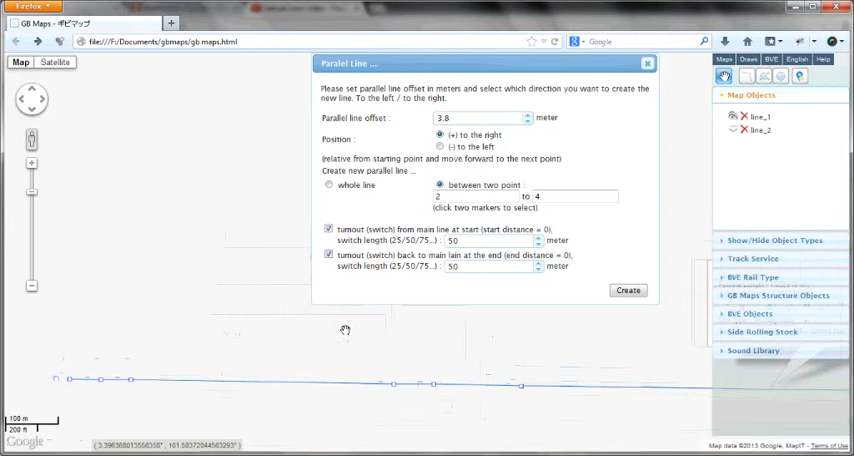 Firefox
GB Maps - ギビマップ
file:///F:/Documents/gbmaps/gb maps.html
Google
Map
Satellite
Maps
Draws
BVE
English
Help
Paralel Line ...
Please set parallel line offset in meters and select which direction you want to create the
new line. To the left / to the right.
Parallel line offset :
3.8
meter
Position :
(+) to the right
(-) to the left
(relative from starting point and move forward to the next point)
Create new parallel line ...
whole line
between two point :
2
to
4
(click two markers to select)
turnout (switch) from main line at start (start distance = 0),
switch length (25/50/75...) :
50
meter
turnout (switch) back to main lain at the end (end distance = 0),
switch length (25/50/75...) :
50
meter
Create
Map Objects
line_1
line_2
Show/Hide Object Types
Track Service
BVE Rail Type
GB Maps Structure Objects
BVE Objects
Side Rolling Stock
Sound Library
100 m
200 ft
Google
Map data ©2013 Google, MapIT - Terms of Use